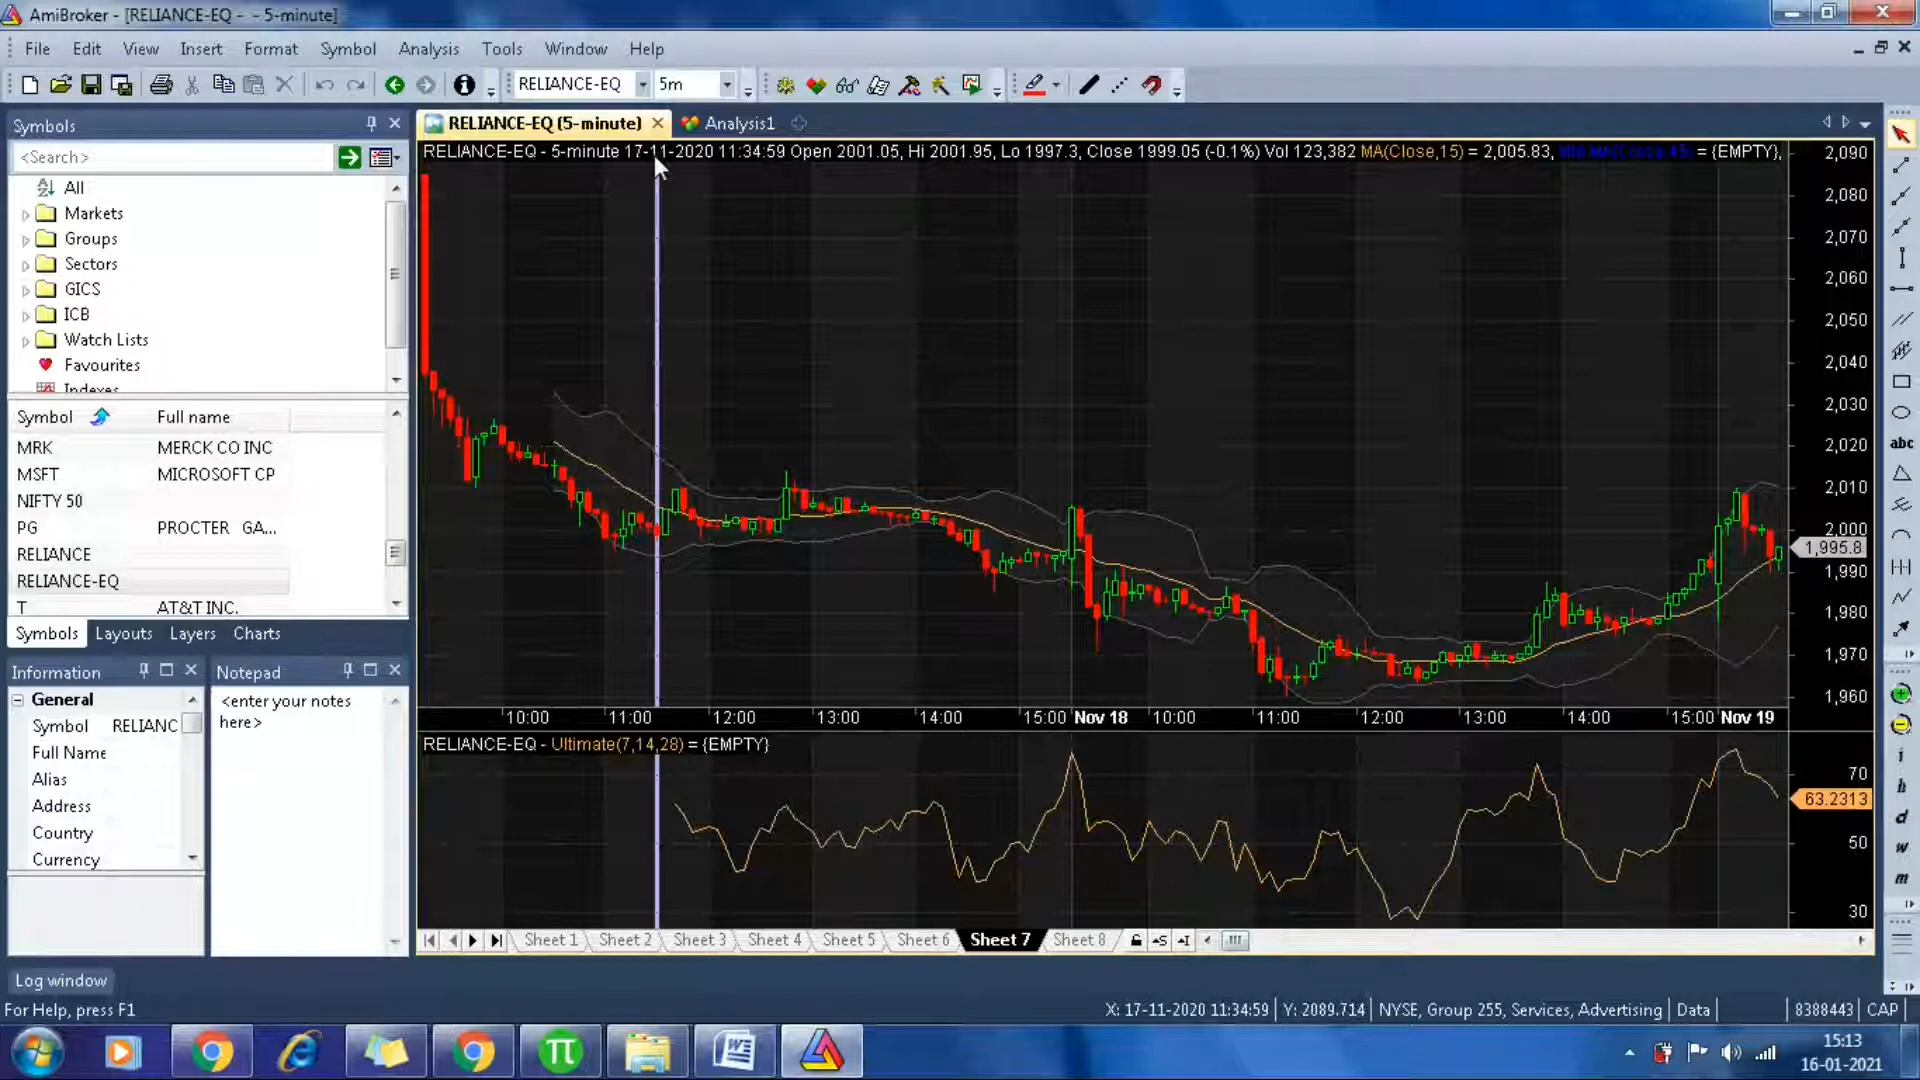 AmiBroker - [RELIANCE-EQ - - 5-minute]
File Edit View Insert Format Symbol Analysis Tools Window Help
RELIANCE-EQ 5m
Symbols
RELIANCE-EQ (5-minute) Analysis1
<Search>
RELIANCE-EQ - 5-minute 17-11-2020 11:34:59 Open 2001.05, Hi 2001.95, Lo 1997.3, Close 1999.05 (-0.1%) Vol 123,382 MA(Close,15) = 2,005.83, MA(Close,45) = {EMPTY},
All
Markets
Groups
Sectors
GICS
ICB
Watch Lists
Favourites
Indexes
Symbol Full name
MRK MERCK CO INC
MSFT MICROSOFT CP
NIFTY 50
PG PROCTER GA...
RELIANCE
RELIANCE-EQ
T AT&T INC.
Symbols Layouts Layers Charts
Information
General
Symbol RELIANC
Full Name
Alias
Address
Country
Currency
Notepad
<enter your notes
here>
2,090
2,080
2,070
2,060
2,050
2,040
2,030
2,020
2,010
2,000
1,995.8
1,990
1,980
1,970
1,960
10:00 11:00 12:00 13:00 14:00 15:00 Nov 18 10:00 11:00 12:00 13:00 14:00 15:00 Nov 19
RELIANCE-EQ - Ultimate(7,14,28) = {EMPTY}
70
63.2313
50
30
abc
i
h
d
w
m
Sheet 1 Sheet 2 Sheet 3 Sheet 4 Sheet 5 Sheet 6 Sheet 7 Sheet 8
Log window
For Help, press F1
X: 17-11-2020 11:34:59 Y: 2089.714 NYSE, Group 255, Services, Advertising Data 8388443 CAP
15:13
16-01-2021